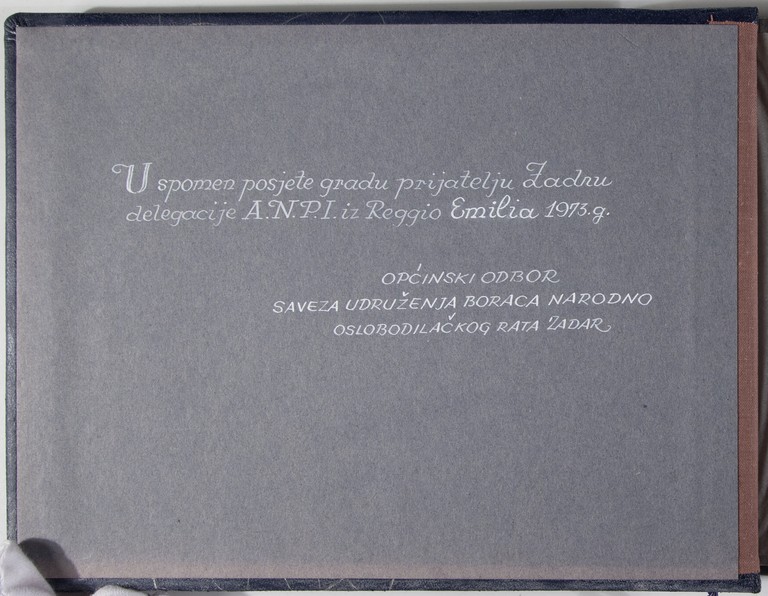 U spomen posjete gradu prijatelju Zadru
delegacije A.N.P.I. iz Reggio Emilia 1973.g.
OPĆINSKI ODBOR
SAVEZA UDRUŽENJA BORACA NARODNO
OSLOBODILAČKOG RATA ZADAR